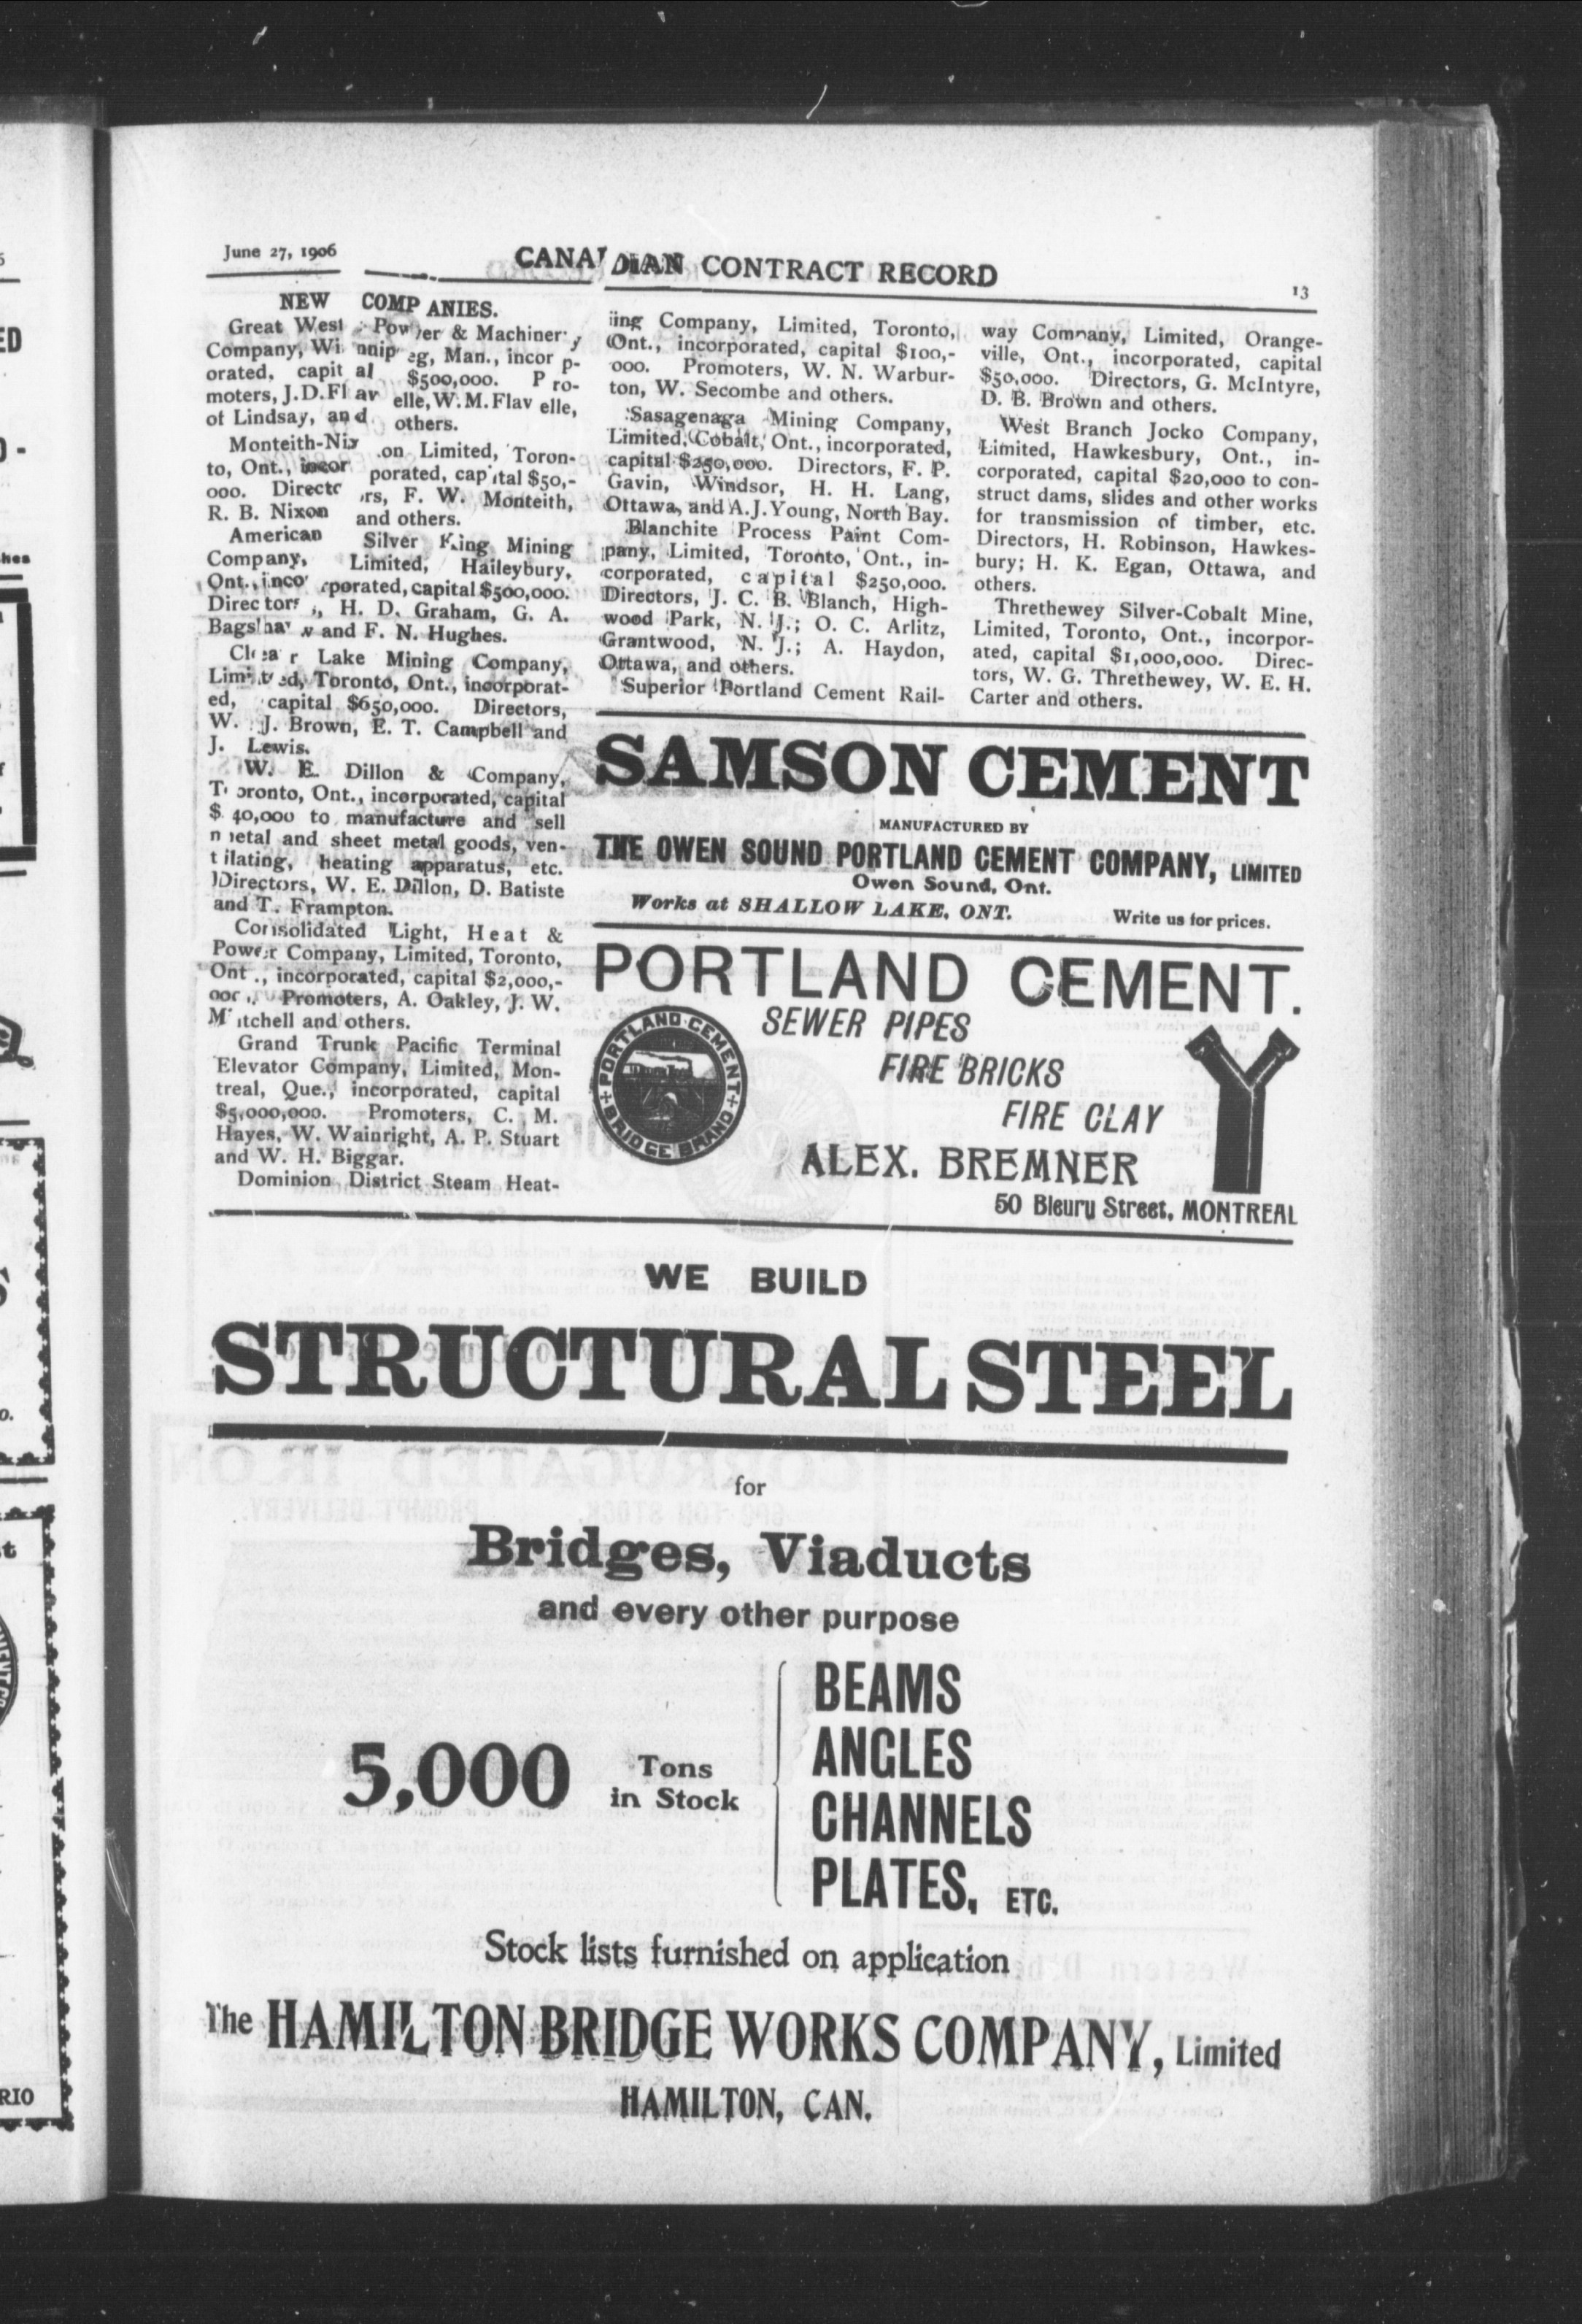 June 27, 1906
CANADIAN CONTRACT RECORD
13
NEW COMPANIES.
Great West Power & Machinery
Company, Winnipeg, Man., incorp-
orated, capital $500,000. Pro-
moters, J.D.Flavelle, W.M.Flavelle,
of Lindsay, and others.
Monteith-Nixon Limited, Toron-
to, Ont., incorporated, capital $50,-
000. Directors, F. W. Monteith,
R. B. Nixon and others.
American Silver King Mining
Company, Limited, Haileybury,
Ont., incorporated, capital $500,000.
Directors, H. D. Graham, G. A.
Bagshaw and F. N. Hughes.
Clear Lake Mining Company,
Limited, Toronto, Ont., incorporat-
ed, capital $650,000. Directors,
W. J. Brown, E. T. Campbell and
J. Lewis.
W. E. Dillon & Company,
Toronto, Ont., incorporated, capital
$40,000 to manufacture and sell
metal and sheet metal goods, ven-
tilating, heating apparatus, etc.
Directors, W. E. Dillon, D. Batiste
and T. Frampton.
Consolidated Light, Heat &
Power Company, Limited, Toronto,
Ont., incorporated, capital $2,000,-
000. Promoters, A. Oakley, J. W.
Mitchell and others.
Grand Trunk Pacific Terminal
Elevator Company, Limited, Mon-
treal, Que., incorporated, capital
$5,000,000. Promoters, C. M.
Hayes, W. Wainright, A. P. Stuart
and W. H. Biggar.
Dominion District Steam Heat-
ing Company, Limited, Toronto,
Ont., incorporated, capital $100,-
000. Promoters, W. N. Warbur-
ton, W. Secombe and others.
Sasagenaga Mining Company,
Limited, Cobalt, Ont., incorporated,
capital $250,000. Directors, F. P.
Gavin, Windsor, H. H. Lang,
Ottawa, and A. J. Young, North Bay.
Blanchite Process Paint Com-
pany, Limited, Toronto, Ont., in-
corporated, capital $250,000.
Directors, J. C. B. Blanch, High-
wood Park, N. J.; O. C. Arlitz,
Grantwood, N. J.; A. Haydon,
Ottawa, and others.
Superior Portland Cement Rail-
way Company, Limited, Orange-
ville, Ont., incorporated, capital
$50,000. Directors, G. McIntyre,
D. B. Brown and others.
West Branch Jocko Company,
Limited, Hawkesbury, Ont., in-
corporated, capital $20,000 to con-
struct dams, slides and other works
for transmission of timber, etc.
Directors, H. Robinson, Hawkes-
bury; H. K. Egan, Ottawa, and
others.
Threthewey Silver-Cobalt Mine,
Limited, Toronto, Ont., incorpor-
ated, capital $1,000,000. Direc-
tors, W. G. Threthewey, W. E. H.
Carter and others.
SAMSON CEMENT
MANUFACTURED BY
THE OWEN SOUND PORTLAND CEMENT COMPANY, LIMITED
Owen Sound, Ont.
Works at SHALLOW LAKE, ONT.
Write us for prices.
PORTLAND CEMENT.
SEWER PIPES
FIRE BRICKS
FIRE CLAY
PORTLAND CEMENT
BRIDGE BRAND
ALEX. BREMNER
50 Bleury Street, MONTREAL
WE BUILD
STRUCTURAL STEEL
for
Bridges, Viaducts
and every other purpose
5,000 Tons
in Stock
BEAMS
ANGLES
CHANNELS
PLATES, ETC.
Stock lists furnished on application
The HAMILTON BRIDGE WORKS COMPANY, Limited
HAMILTON, CAN.